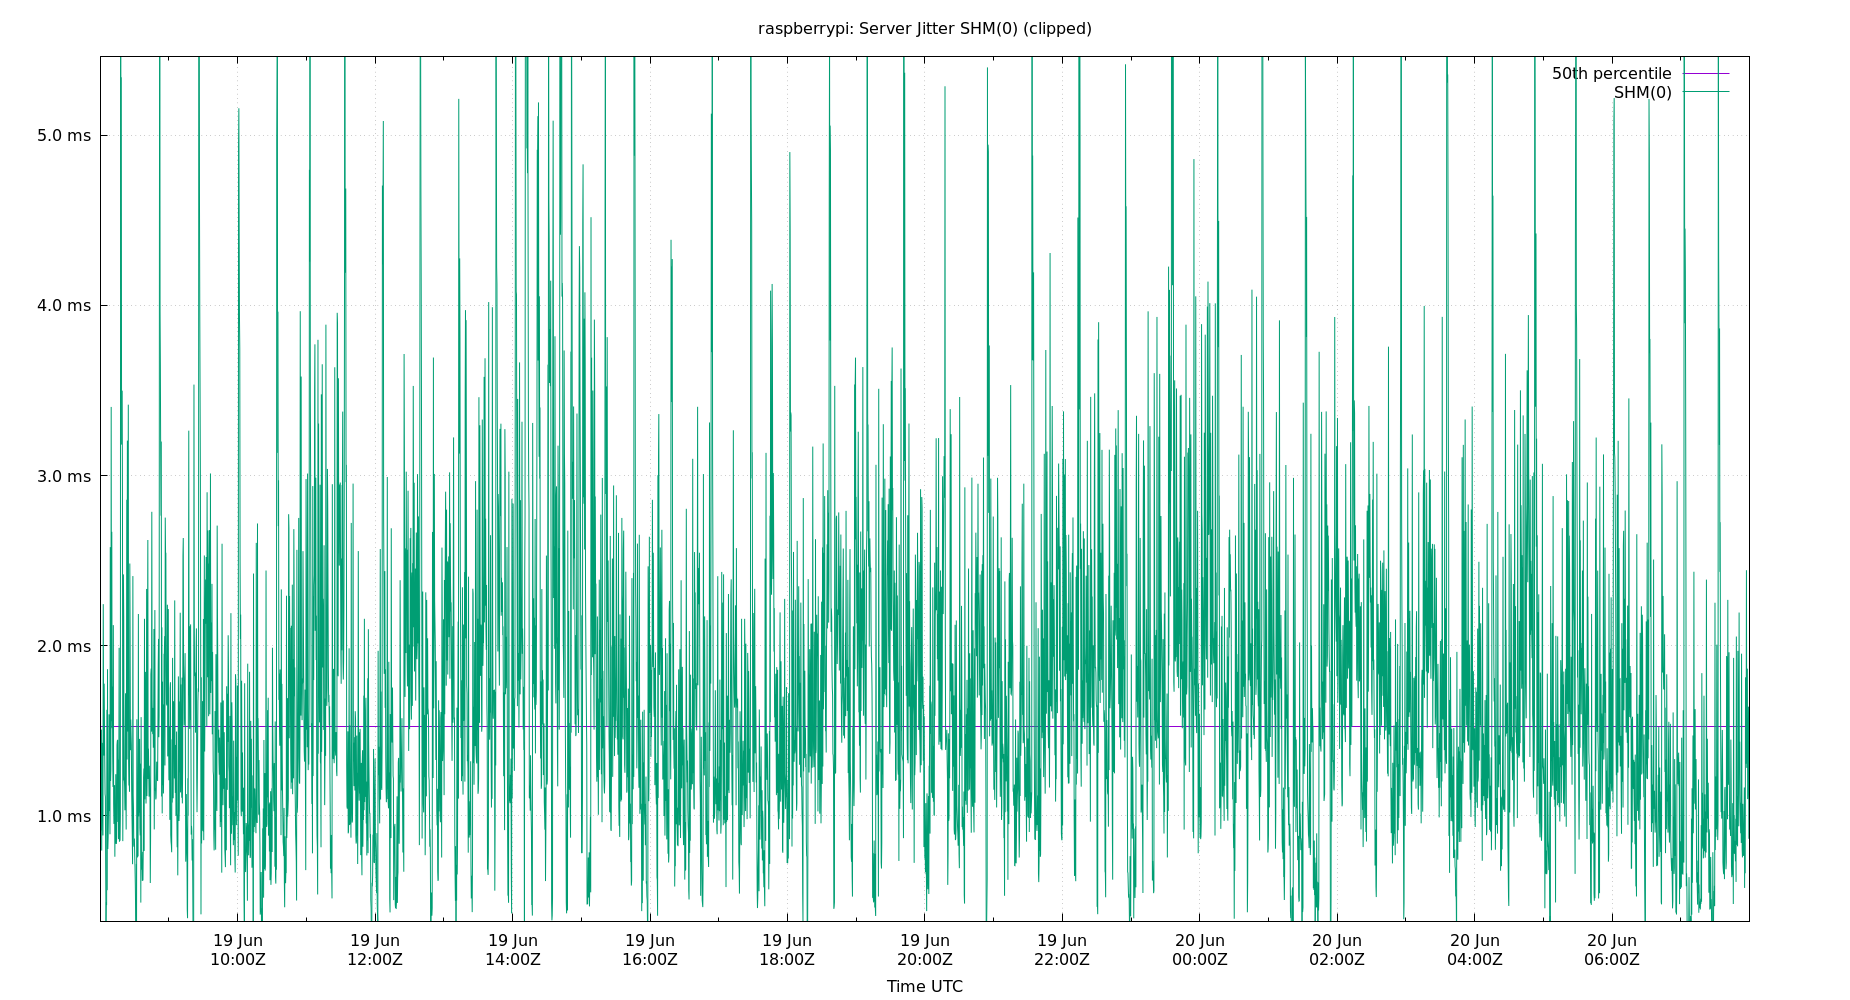 raspberrypi: Server Jitter SHM(0) (clipped)
50th percentile
SHM(0)
5.0 ms
4.0 ms
3.0 ms
2.0 ms
1.0 ms
19 Jun 19 Jun 19 Jun 19 Jun 19 Jun 19 Jun 19 Jun 20 Jun 20 Jun 20 Jun 20 Jun
10:00Z 12:00Z 14:00Z 16:00Z 18:00Z 20:00Z 22:00Z 00:00Z 02:00Z 04:00Z 06:00Z
Time UTC